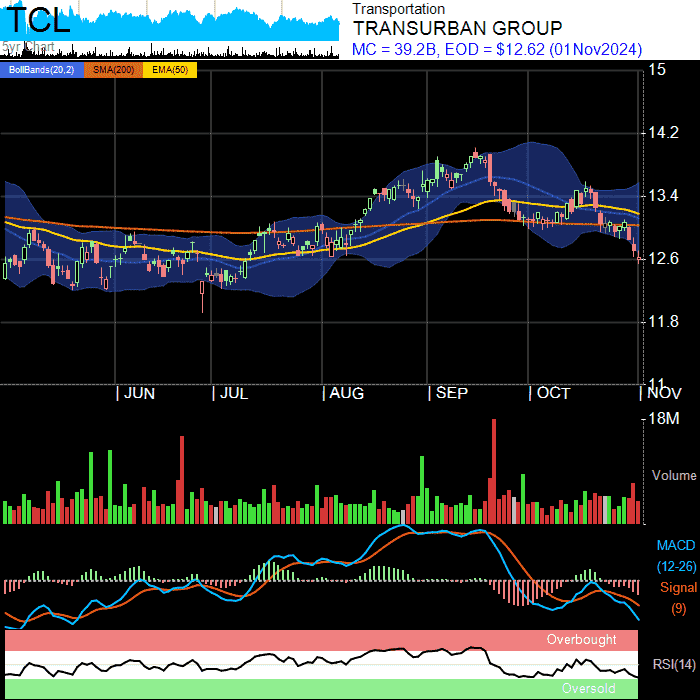 TCL
5yr Chart
Transportation
TRANSURBAN GROUP
MC = 39.2B, EOD = $12.62 (01Nov2024)
BollBands(20,2) SMA(200) EMA(50)
15
14.2
13.4
12.6
11.8
11
JUN JUL AUG SEP OCT NOV
18M
Volume
MACD
(12-26)
Signal
(9)
Overbought
RSI(14)
Oversold